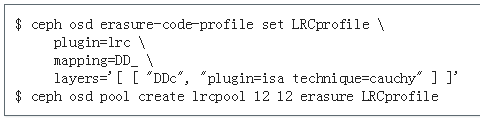 $ ceph osd erasure-code-profile set LRCprofile \
plugin=lrc \
mapping=DD_ \
layers='[ [ "DDc", "plugin=isa technique=cauchy" ] ]'
$ ceph osd pool create lrcpool 12 12 erasure LRCprofile